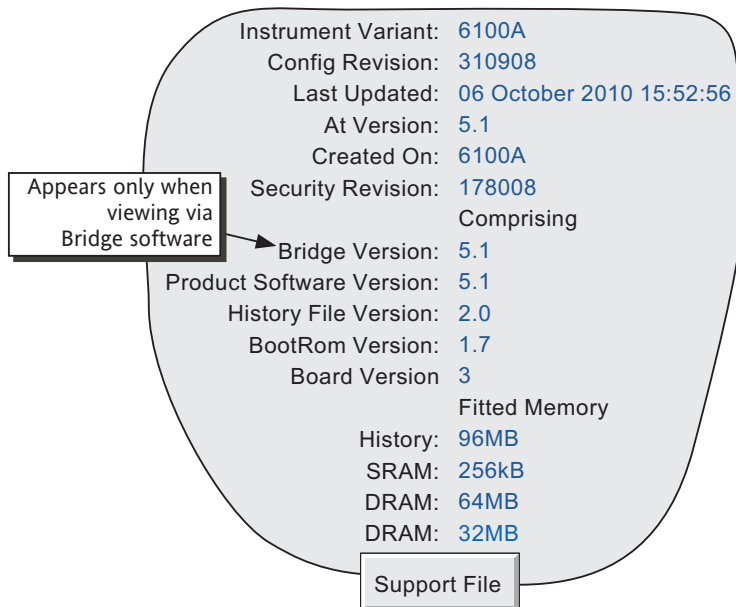 Instrument Variant: 6100A
Config Revision: 310908
Last Updated: 06 October 2010 15:52:56
At Version: 5.1
Created On: 6100A
Security Revision: 178008
Comprising
Appears only when
viewing via
Bridge software
Bridge Version: 5.1
Product Software Version: 5.1
History File Version: 2.0
BootRom Version: 1.7
Board Version 3
Fitted Memory
History: 96MB
SRAM: 256kB
DRAM: 64MB
DRAM: 32MB
Support File